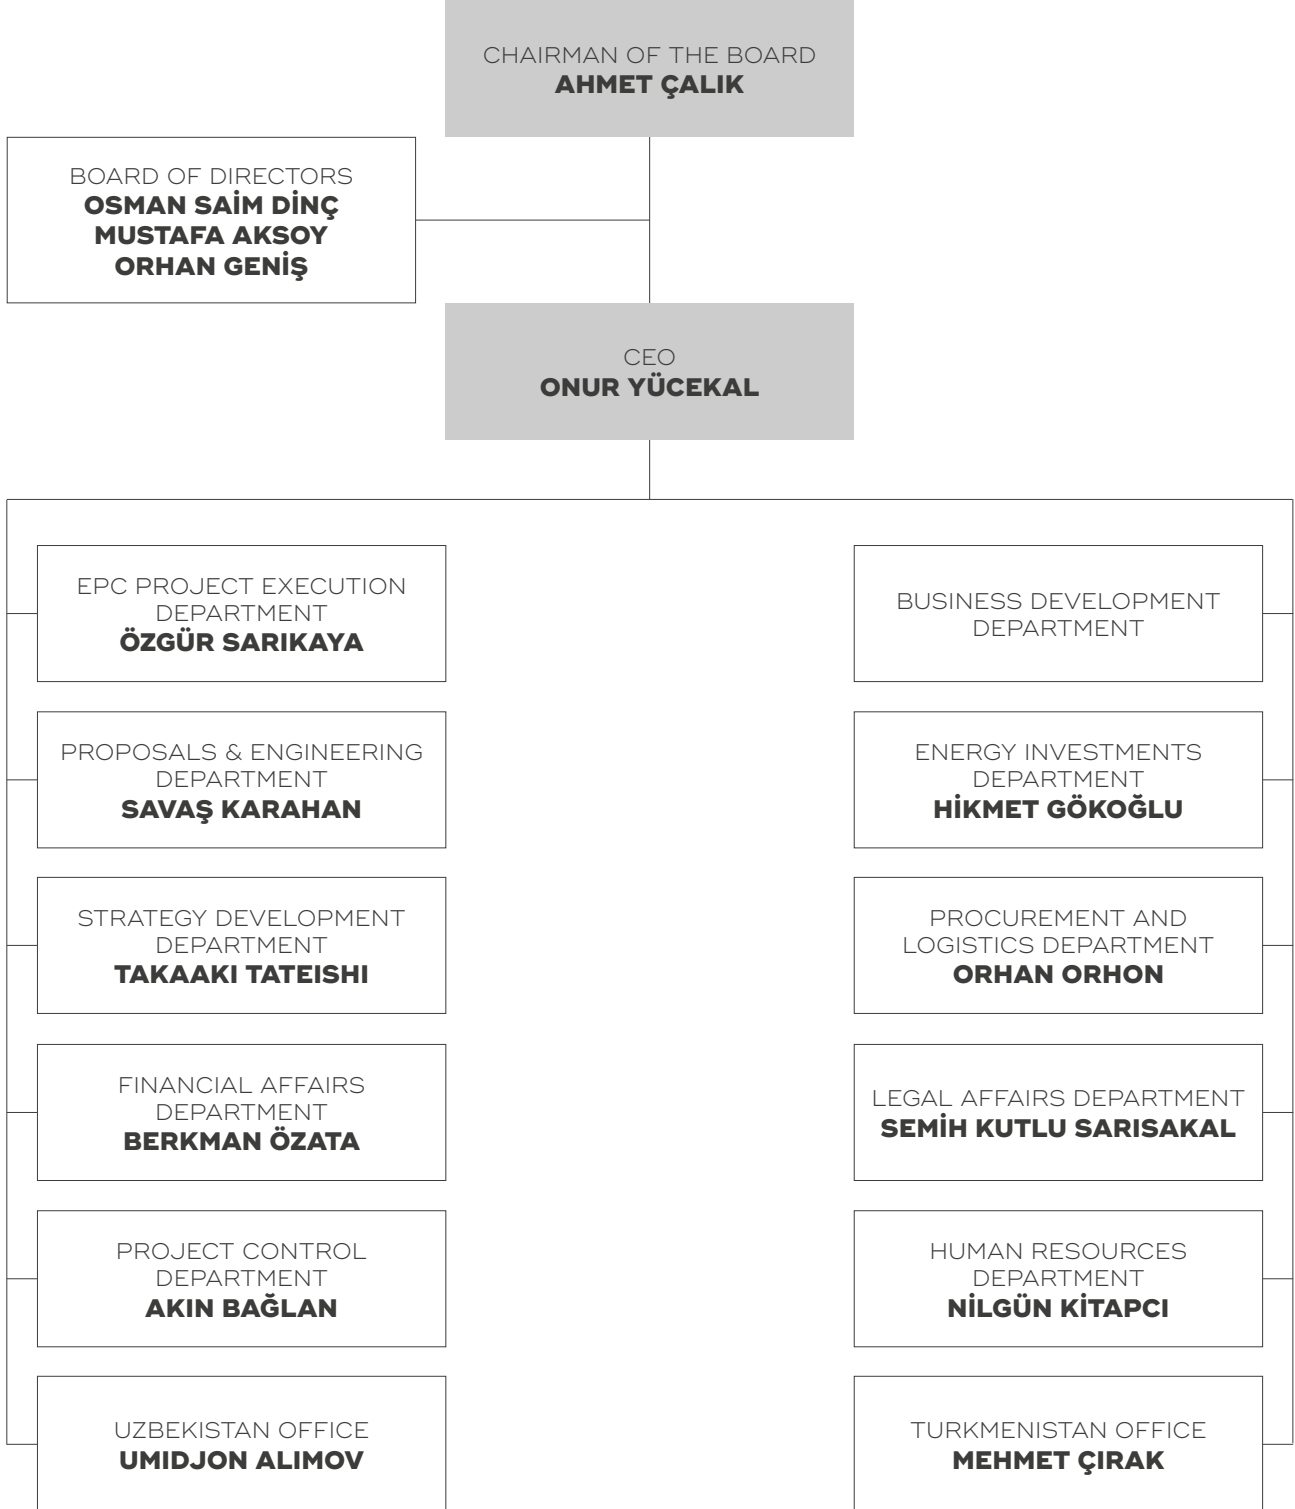 CHAIRMAN OF THE BOARD
AHMET ÇALIK
BOARD OF DIRECTORS
OSMAN SAİM DİNÇ
MUSTAFA AKSOY
ORHAN GENİŞ
CEO
ONUR YÜCEKAL
EPC PROJECT EXECUTION
DEPARTMENT
ÖZGÜR SARIKAYA
BUSINESS DEVELOPMENT
DEPARTMENT
PROPOSALS & ENGINEERING
DEPARTMENT
SAVAŞ KARAHAN
ENERGY INVESTMENTS
DEPARTMENT
HİKMET GÖKOĞLU
STRATEGY DEVELOPMENT
DEPARTMENT
TAKAAKI TATEISHI
PROCUREMENT AND
LOGISTICS DEPARTMENT
ORHAN ORHON
FINANCIAL AFFAIRS
DEPARTMENT
BERKMAN ÖZATA
LEGAL AFFAIRS DEPARTMENT
SEMİH KUTLU SARISAKAL
PROJECT CONTROL
DEPARTMENT
AKIN BAĞLAN
HUMAN RESOURCES
DEPARTMENT
NİLGÜN KİTAPCI
UZBEKISTAN OFFICE
UMIDJON ALIMOV
TURKMENISTAN OFFICE
MEHMET ÇIRAK